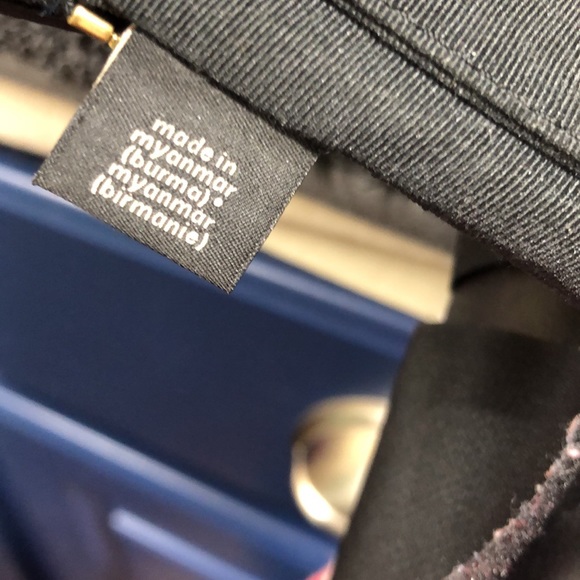 made in
myanmar
(burma) •
myanmar
(birmanie)